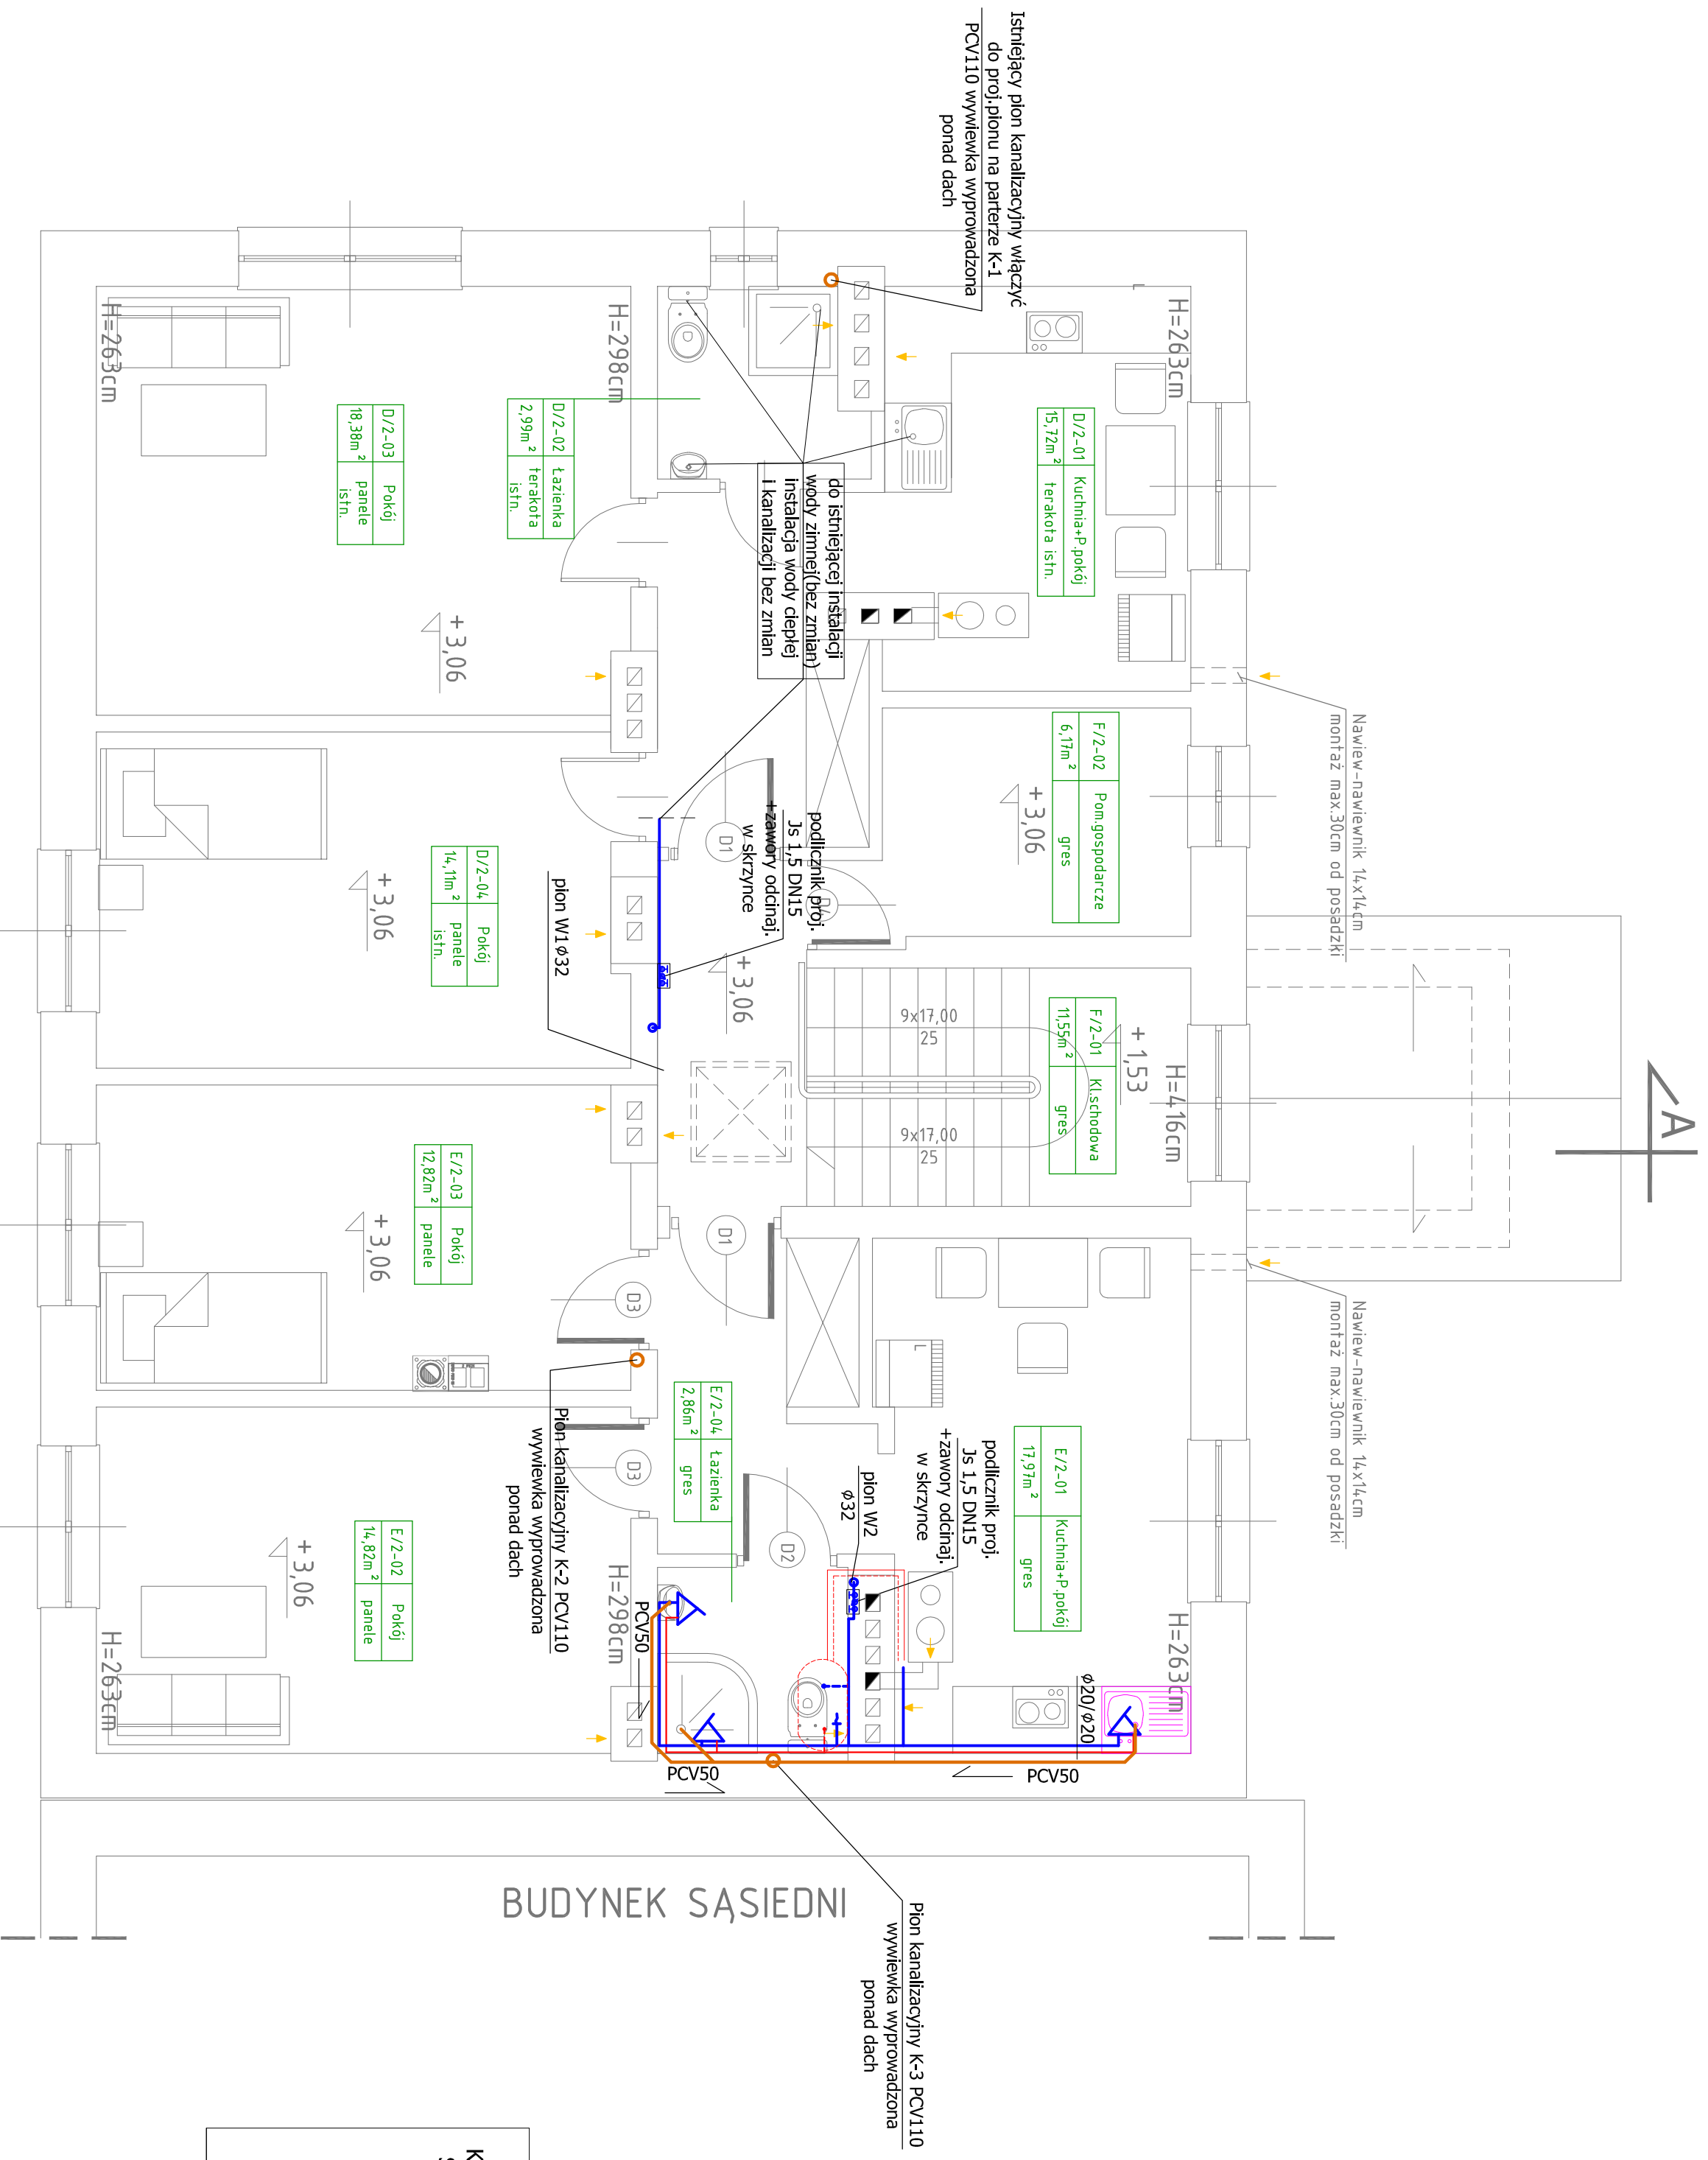 Istniejący pion kanalizacyjny włączyć
do proj.pionu na parterze K-1
PCV110 wywiewka wyprowadzona
ponad dach
Nawiew-nawiewnik 14x14cm
montaż max.30cm od posadzki
Nawiew-nawiewnik 14x14cm
montaż max.30cm od posadzki
A
H=263cm
H=416cm
H=263cm
D/2-01 Kuchnia+P.pokój
15,72m² terakota istn.
F/2-02 Pom.gospodarcze
6,17m² gres
+3,06
F/2-01 Kl.schodowa
11,55m² gres
+1,53
E/2-01 Kuchnia+P.pokój
17,97m² gres
9x17,00
25
9x17,00
25
L
do istniejącej instalacji
wody zimnej(bez zmian)
instalacja wody ciepłej
i kanalizacji bez zmian
podlicznik proj.
Js 1,5 DN15
+zawory odcinaj.
w skrzynce
podlicznik proj.
Js 1,5 DN15
+zawory odcinaj.
w skrzynce
pion W2
ϕ32
ϕ20/ϕ20
D1
D1
D2
D3
D3
+3,06
H=298cm
H=298cm
D/2-02 Łazienka
2,99m² terakota
istn.
E/2-04 Łazienka
2,86m² gres
pion W1ϕ32
Pion kanalizacyjny K-2 PCV110
wywiewka wyprowadzona
ponad dach
PCV50
PCV50
PCV50
Pion kanalizacyjny K-3 PCV110
wywiewka wyprowadzona
ponad dach
D/2-03 Pokój
18,38m² panele
istn.
+3,06
D/2-04 Pokój
14,11m² panele
istn.
+3,06
E/2-03 Pokój
12,82m² panele
+3,06
E/2-02 Pokój
14,82m² panele
+3,06
H=263cm
H=263cm
BUDYNEK SĄSIEDNI
K